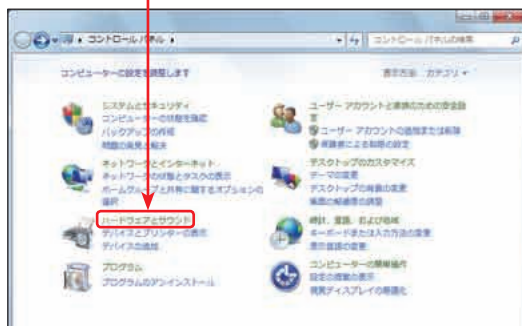 コントロール パネル
コントロール パネルの検索
コンピューターの設定を調整します
表示方法: カテゴリ
システムとセキュリティ
コンピューターの状態を確認
バックアップの作成
問題の発見と解決
ネットワークとインターネット
ネットワークの状態とタスクの表示
ホームグループと共有に関するオプションの
選択
ハードウェアとサウンド
デバイスとプリンターの表示
デバイスの追加
プログラム
プログラムのアンインストール
ユーザー アカウントと家族のための安全設
定
ユーザー アカウントの追加または削除
保護者による制限の設定
デスクトップのカスタマイズ
テーマの変更
デスクトップの背景の変更
画面の解像度の調整
時計、言語、および地域
キーボードまたは入力方法の変更
表示言語の変更
コンピューターの簡単操作
設定の提案の表示
視覚ディスプレイの最適化